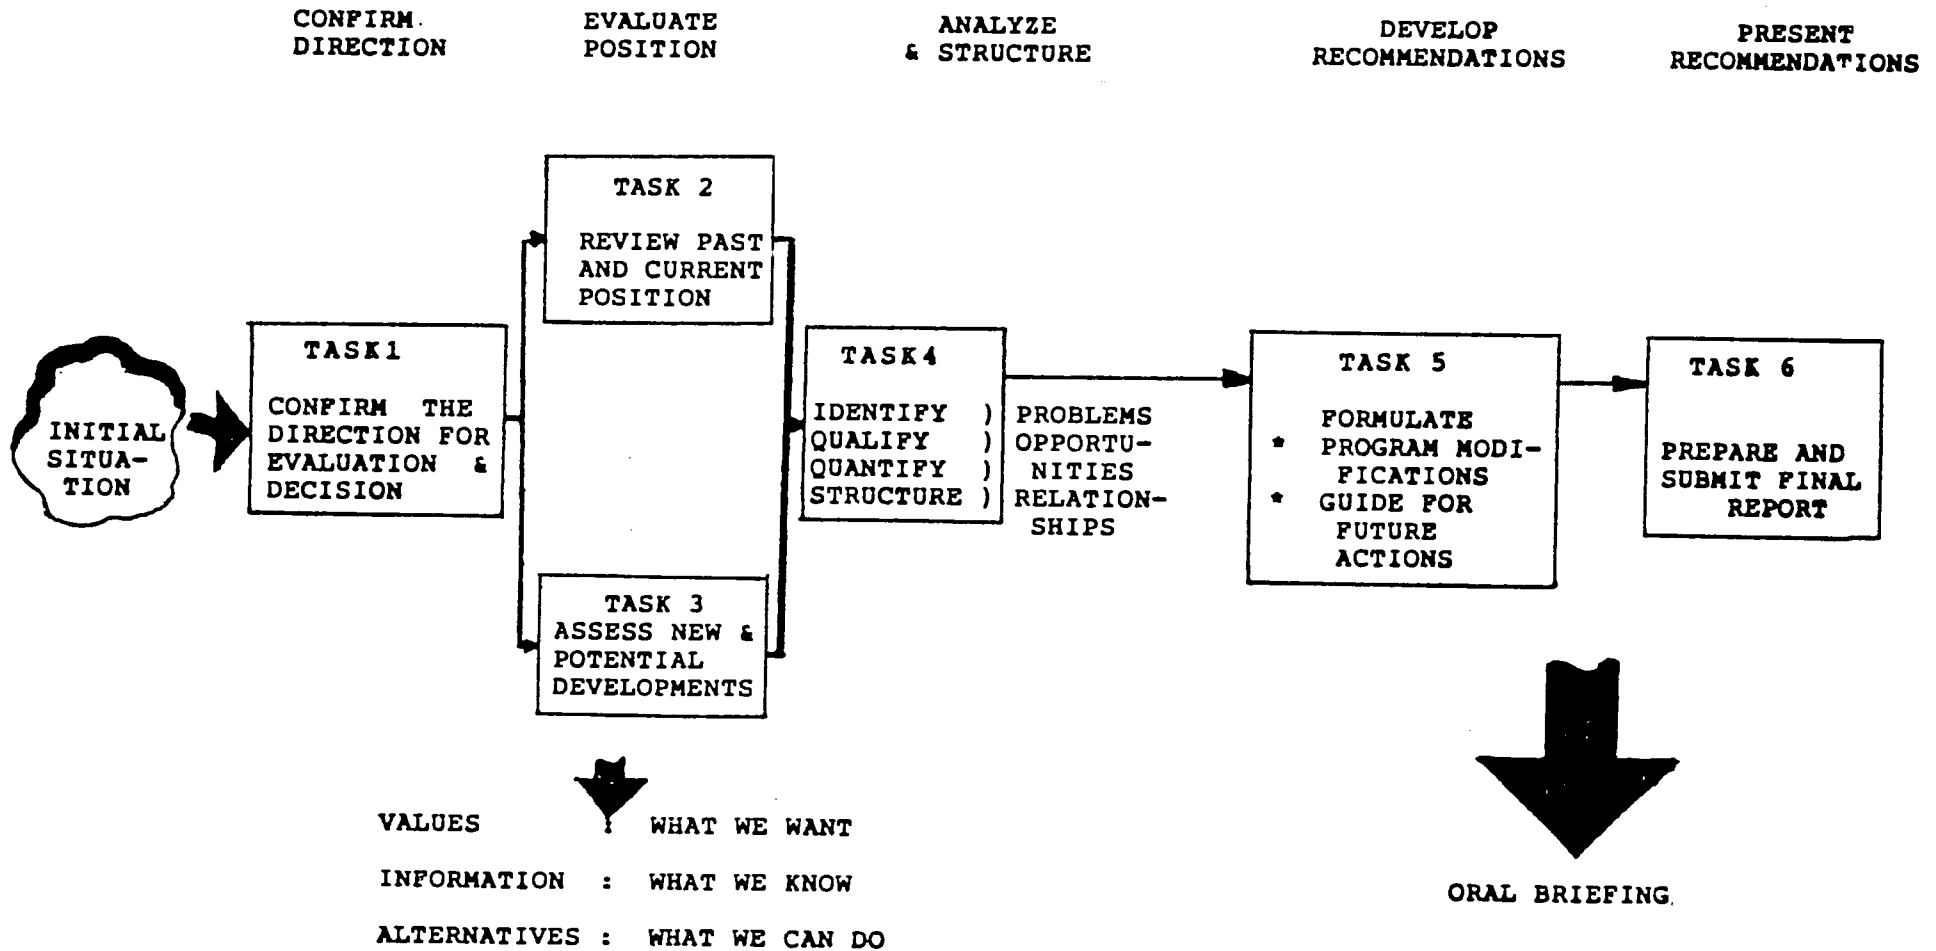 CONFIRM
DIRECTION
EVALUATE
POSITION
ANALYZE
& STRUCTURE
DEVELOP
RECOMMENDATIONS
PRESENT
RECOMMENDATIONS
INITIAL
SITUA-
TION
TASK1
CONFIRM THE
DIRECTION FOR
EVALUATION &
DECISION
TASK 2
REVIEW PAST
AND CURRENT
POSITION
TASK 3
ASSESS NEW &
POTENTIAL
DEVELOPMENTS
TASK4
IDENTIFY ) PROBLEMS
QUALIFY ) OPPORTU-
QUANTIFY ) NITIES
STRUCTURE ) RELATION-
SHIPS
TASK 5
FORMULATE
* PROGRAM MODI-
FICATIONS
* GUIDE FOR
FUTURE
ACTIONS
TASK 6
PREPARE AND
SUBMIT FINAL
REPORT
VALUES : WHAT WE WANT
INFORMATION : WHAT WE KNOW
ALTERNATIVES : WHAT WE CAN DO
ORAL BRIEFING